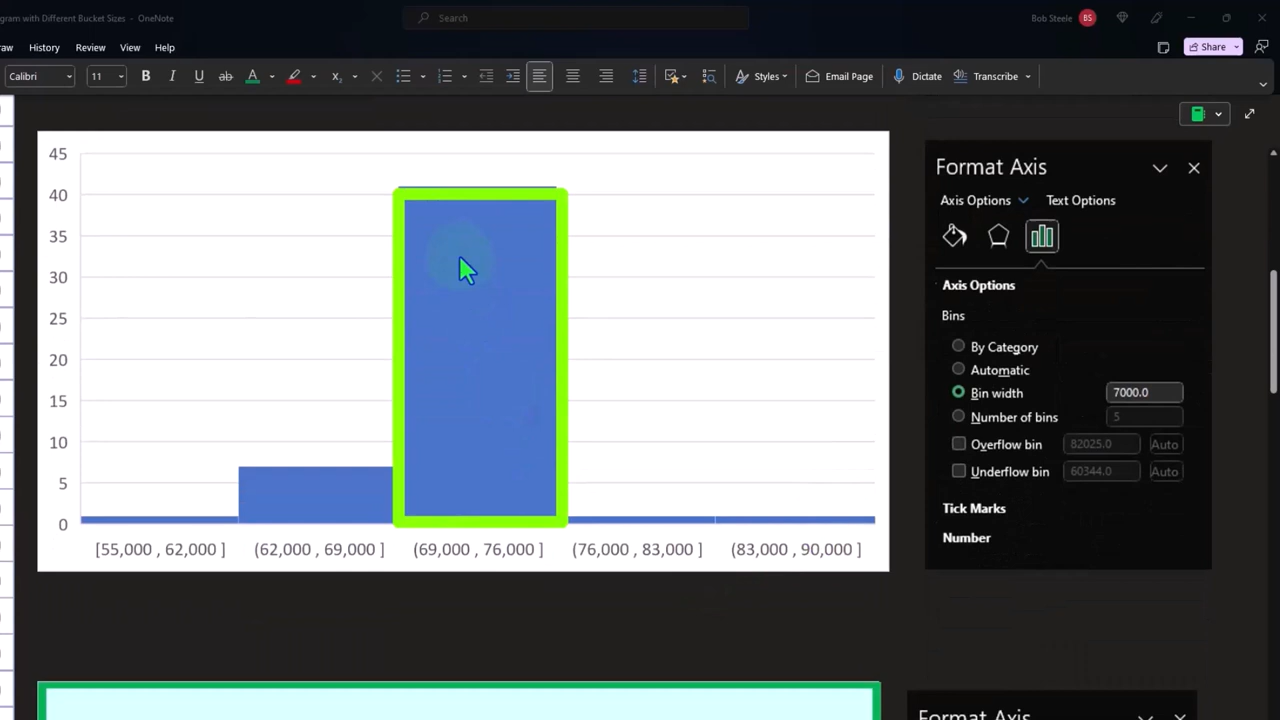 gram with Different Bucket Sizes - OneNote
Search
Bob Steele BS
aw History Review View Help
Share
Calibri 11 B I U ab A x Styles Email Page Dictate Transcribe
45
40
35
30
25
20
15
10
5
0
[55,000 , 62,000 ] (62,000 , 69,000 ] (69,000 , 76,000 ] (76,000 , 83,000 ] (83,000 , 90,000 ]
Format Axis
Axis Options Text Options
Axis Options
Bins
By Category
Automatic
Bin width 7000.0
Number of bins 5
Overflow bin 82025.0 Auto
Underflow bin 60344.0 Auto
Tick Marks
Number
Format Axis